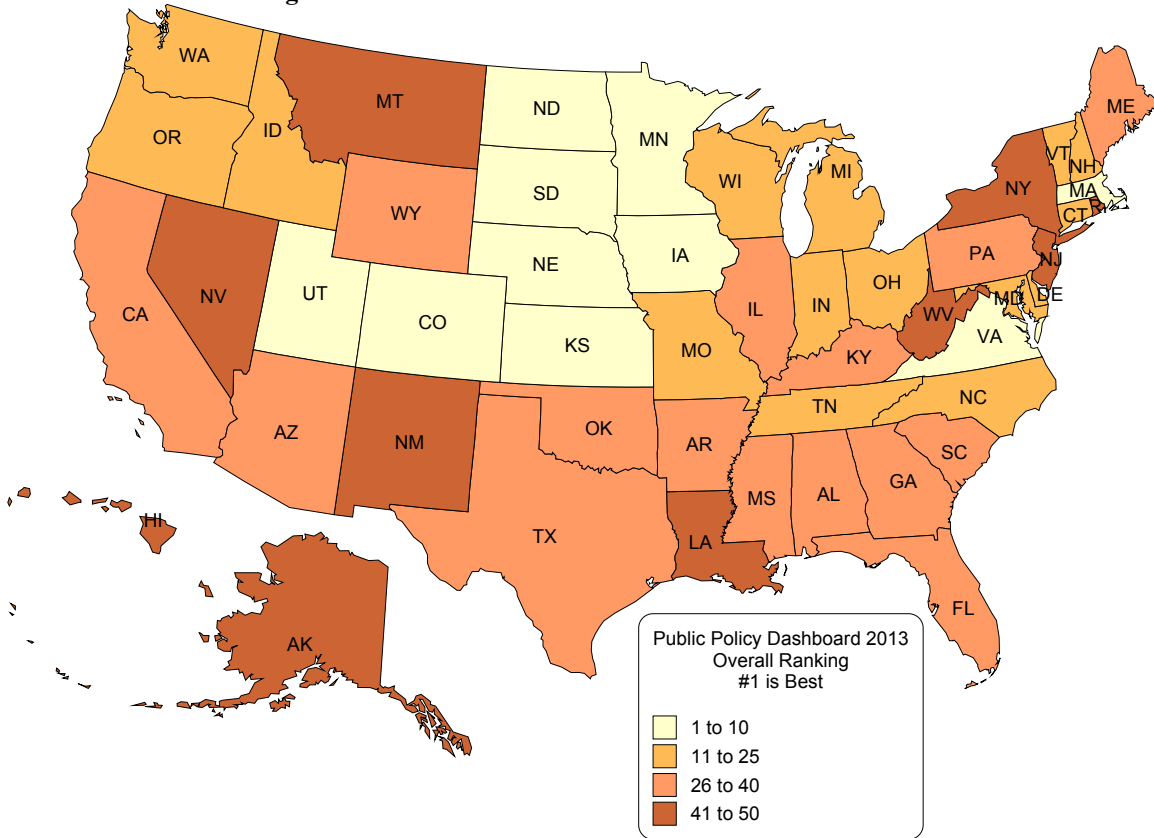 WA
MT
ND
MN
ME
OR
ID
VT
NH
WI
MI
SD
NY
MA
WY
RI
CT
IA
NE
PA
NJ
OH
UT
IL
IN
MD
DE
NV
WV
CO
VA
CA
KS
MO
KY
NC
TN
OK
AZ
NM
AR
SC
GA
MS
AL
HI
TX
LA
FL
AK
Public Policy Dashboard 2013
Overall Ranking
#1 is Best
1 to 10
11 to 25
26 to 40
41 to 50